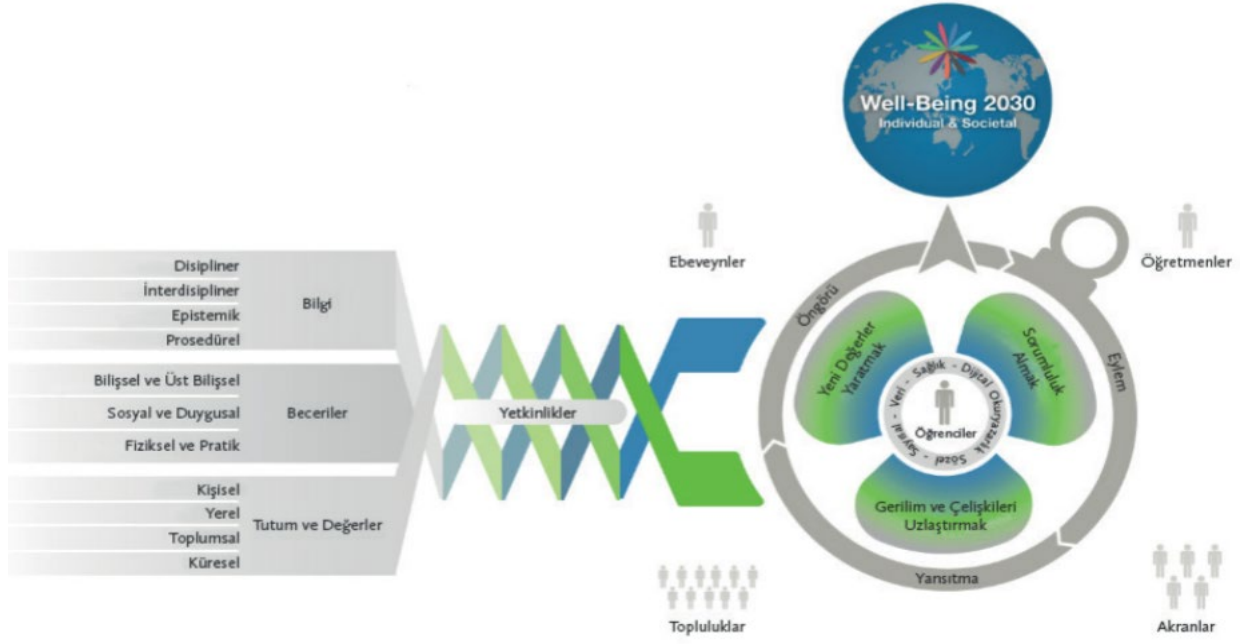 Well-Being 2030
Individual & Societal
Ebeveynler
Öğretmenler
Disipliner
İnterdisipliner
Epistemik
Prosedürel
Bilgi
Bilişsel ve Üst Bilişsel
Sosyal ve Duygusal
Fiziksel ve Pratik
Beceriler
Kişisel
Yerel
Toplumsal
Küresel
Tutum ve Değerler
Yetkinlikler
Öngörü
Eylem
Yansıtma
Yeni Değerler
Yaratmak
Sorumluluk
Almak
Gerilim ve Çelişkileri
Uzlaştırmak
Sözel - Sayısal - Veri - Sağlık - Dijital Okuryazarlık
Öğrenciler
Topluluklar
Akranlar